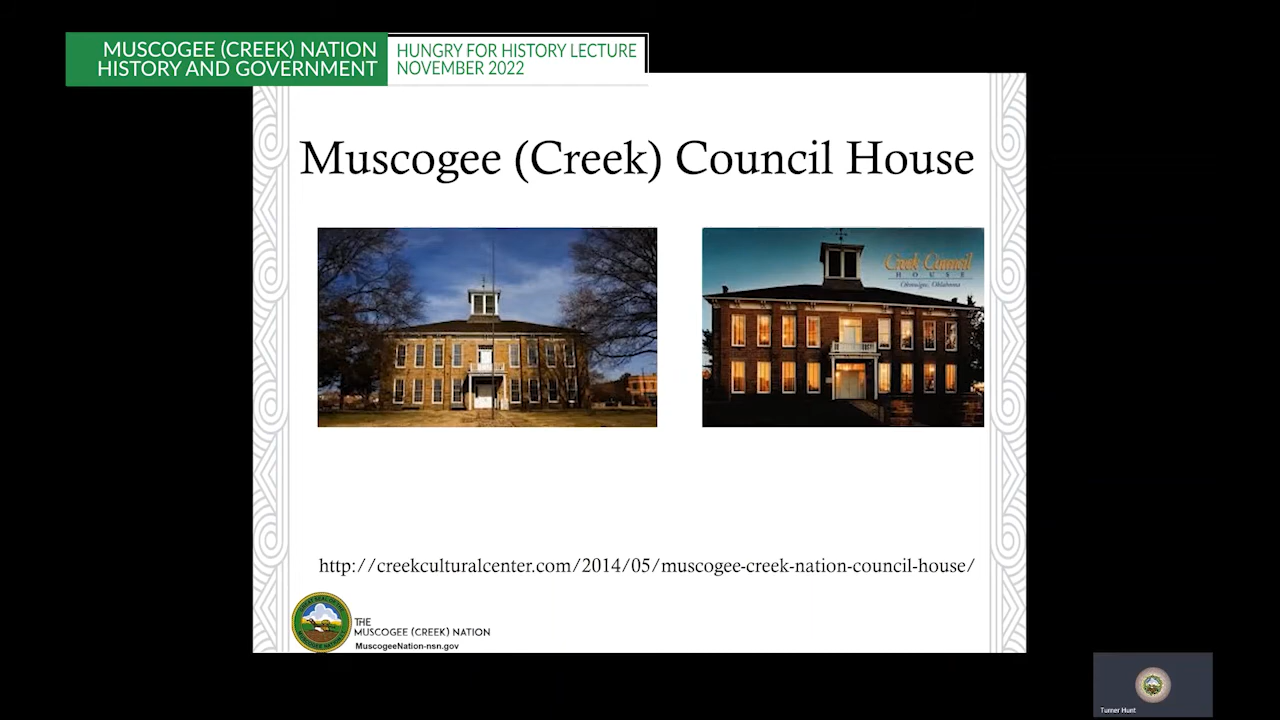 MUSCOGEE (CREEK) NATION
HISTORY AND GOVERNMENT
HUNGRY FOR HISTORY LECTURE
NOVEMBER 2022
Muscogee (Creek) Council House
Creek Council
HOUSE
Okmulgee, Oklahoma
http://creekculturalcenter.com/2014/05/muscogee-creek-nation-council-house/
THE
MUSCOGEE (CREEK) NATION
MuscogeeNation-nsn.gov
Turner Hunt